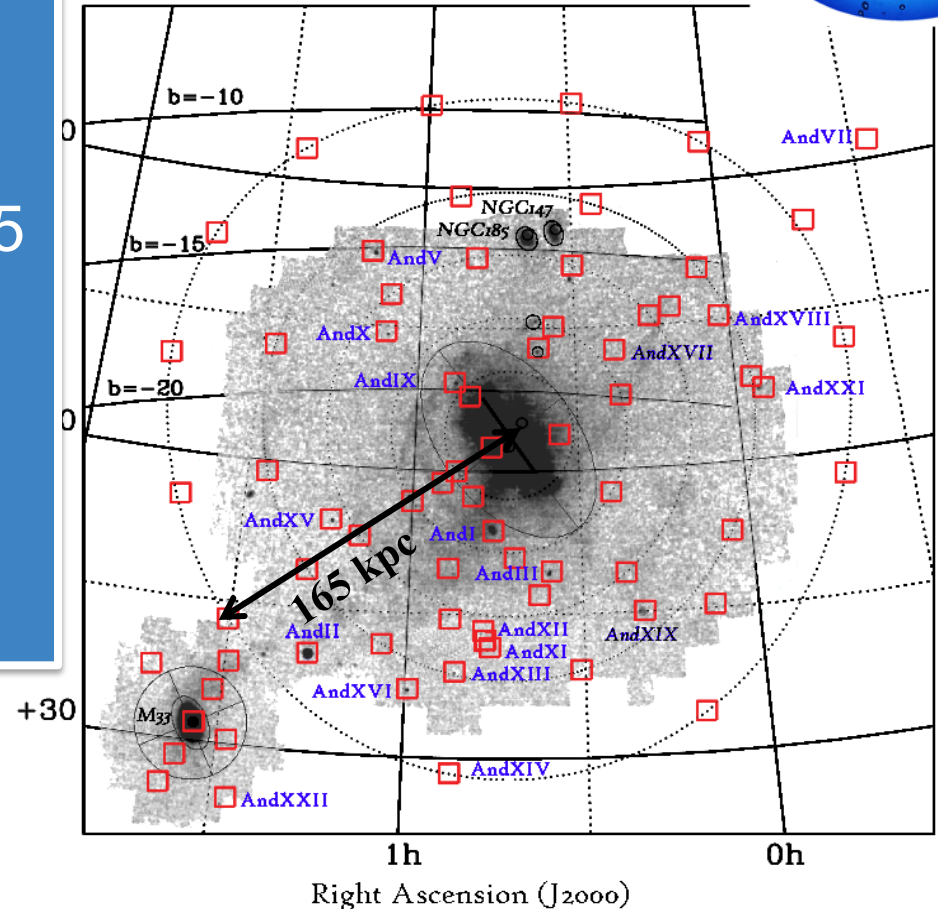 b=−10
0
AndVII
NGC147
NGC185
5
b=−15
AndV
AndXVIII
AndX
AndXVII
AndIX
b=−20
AndXXI
0
AndXV
AndI
165 kpc
AndIII
AndII
AndXII
AndXIX
AndXI
AndXIII
AndXVI
+30
M33
AndXIV
AndXXII
1h
0h
Right Ascension (J2000)